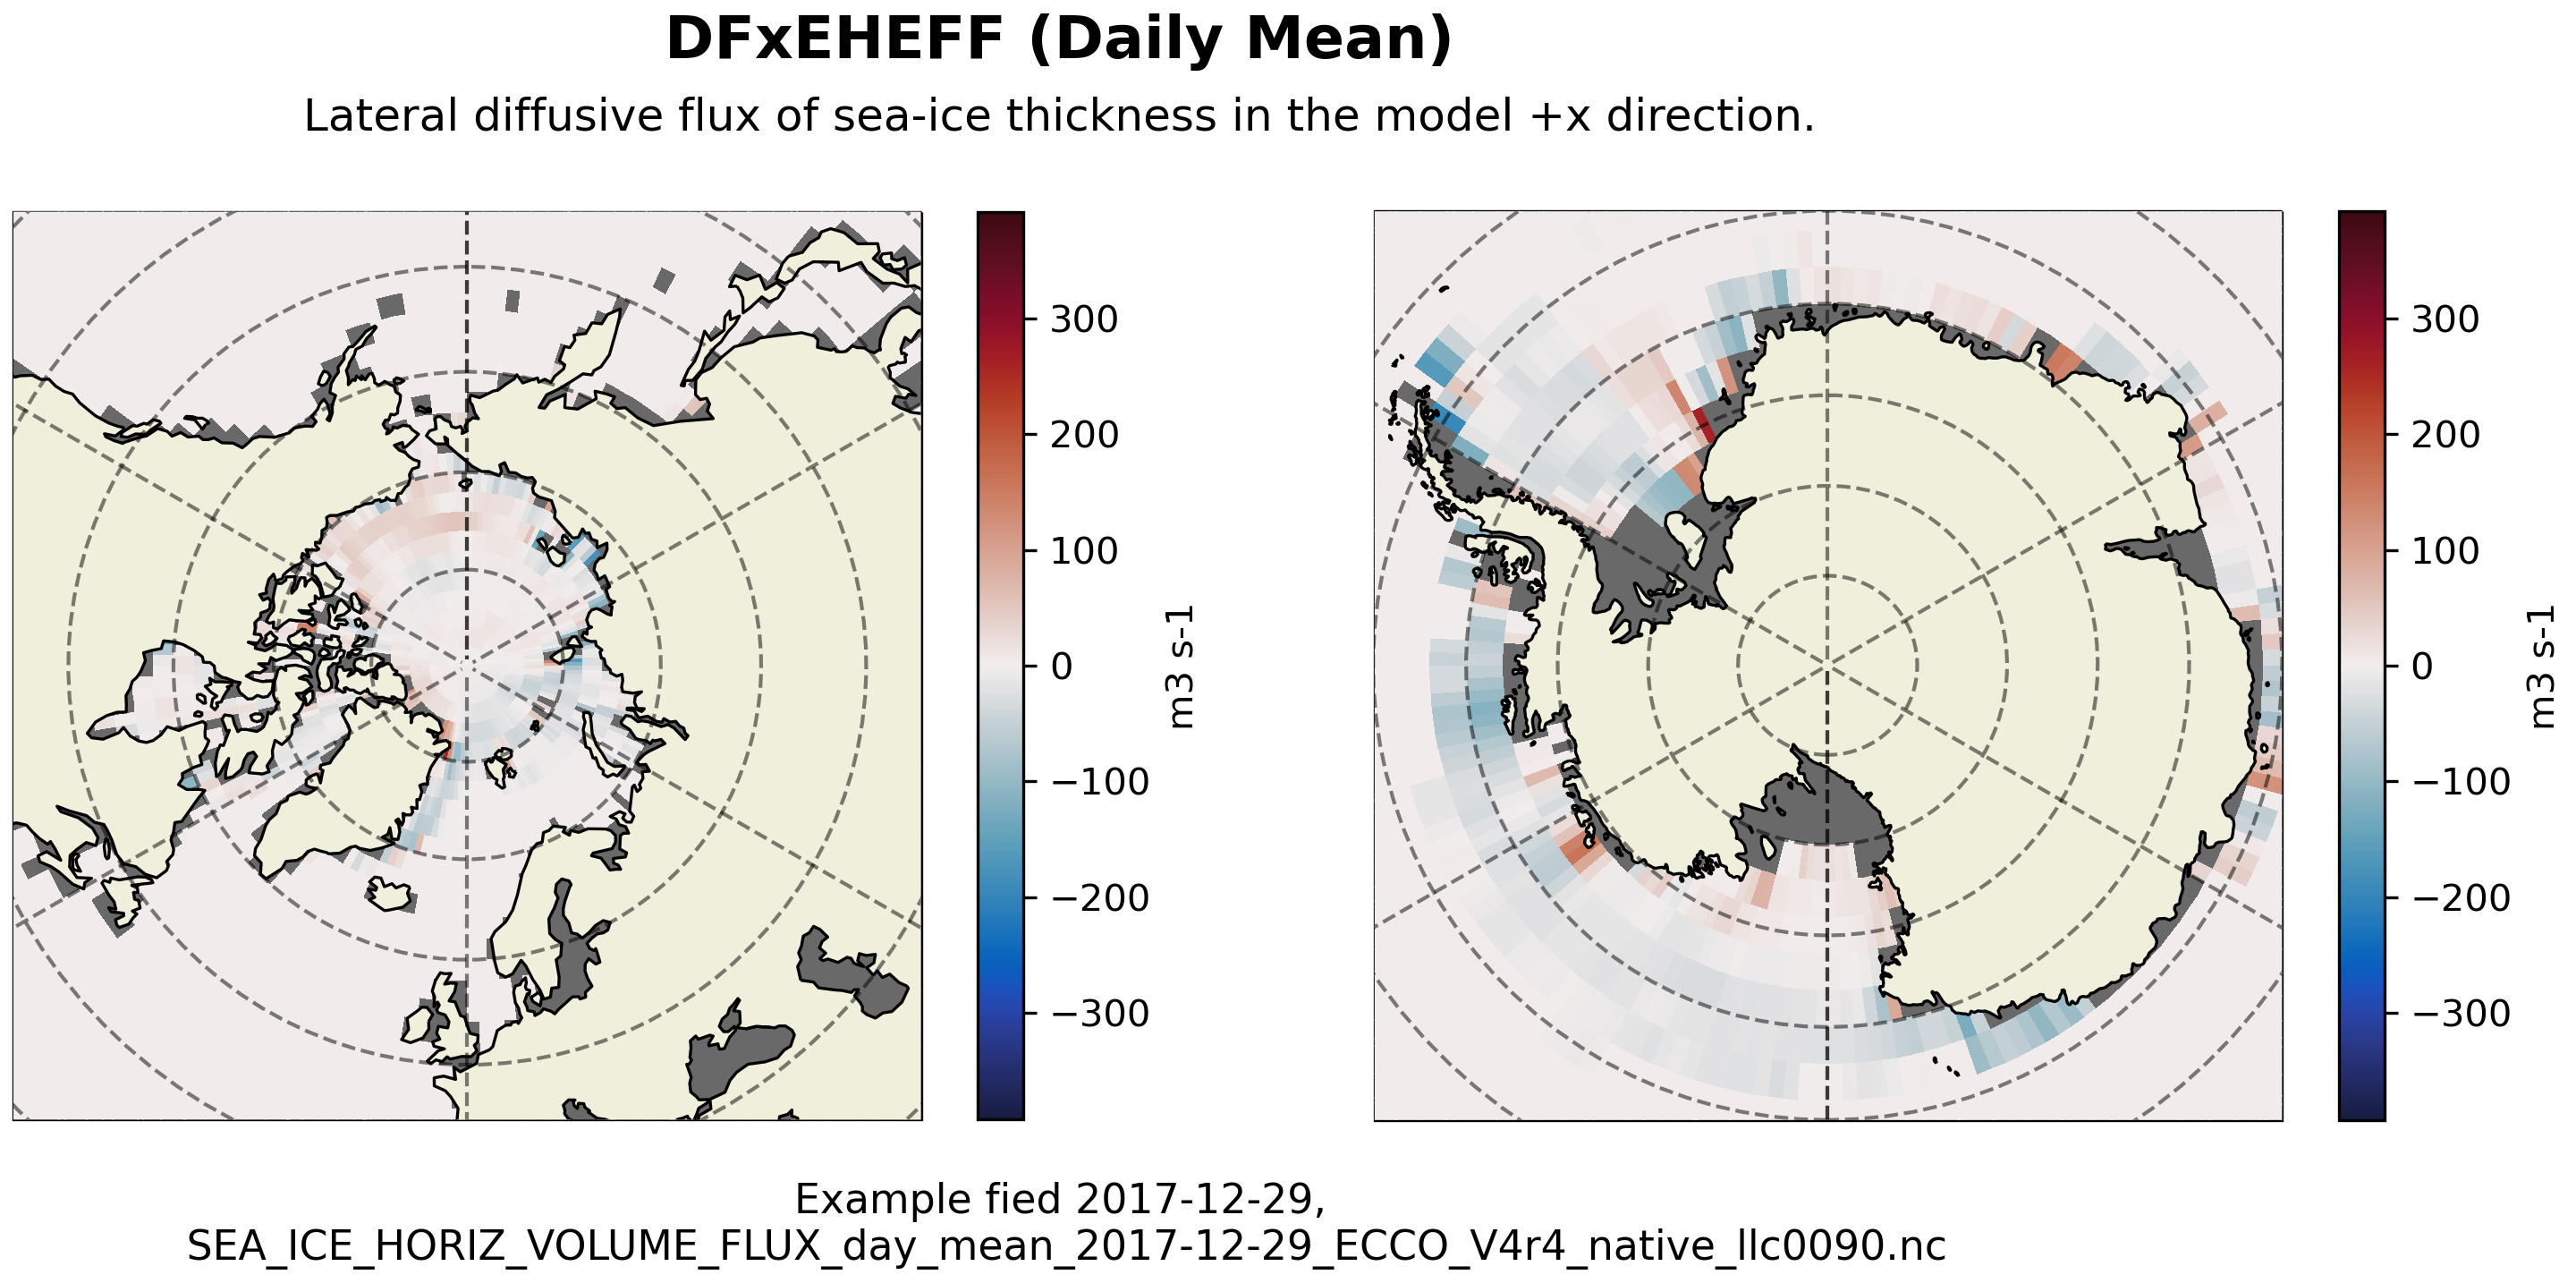 DFxEHEFF (Daily Mean)
Lateral diffusive flux of sea-ice thickness in the model +x direction.
300
200
100
0
−100
−200
−300
m3 s-1
300
200
100
0
−100
−200
−300
m3 s-1
Example fied 2017-12-29,
SEA_ICE_HORIZ_VOLUME_FLUX_day_mean_2017-12-29_ECCO_V4r4_native_llc0090.nc